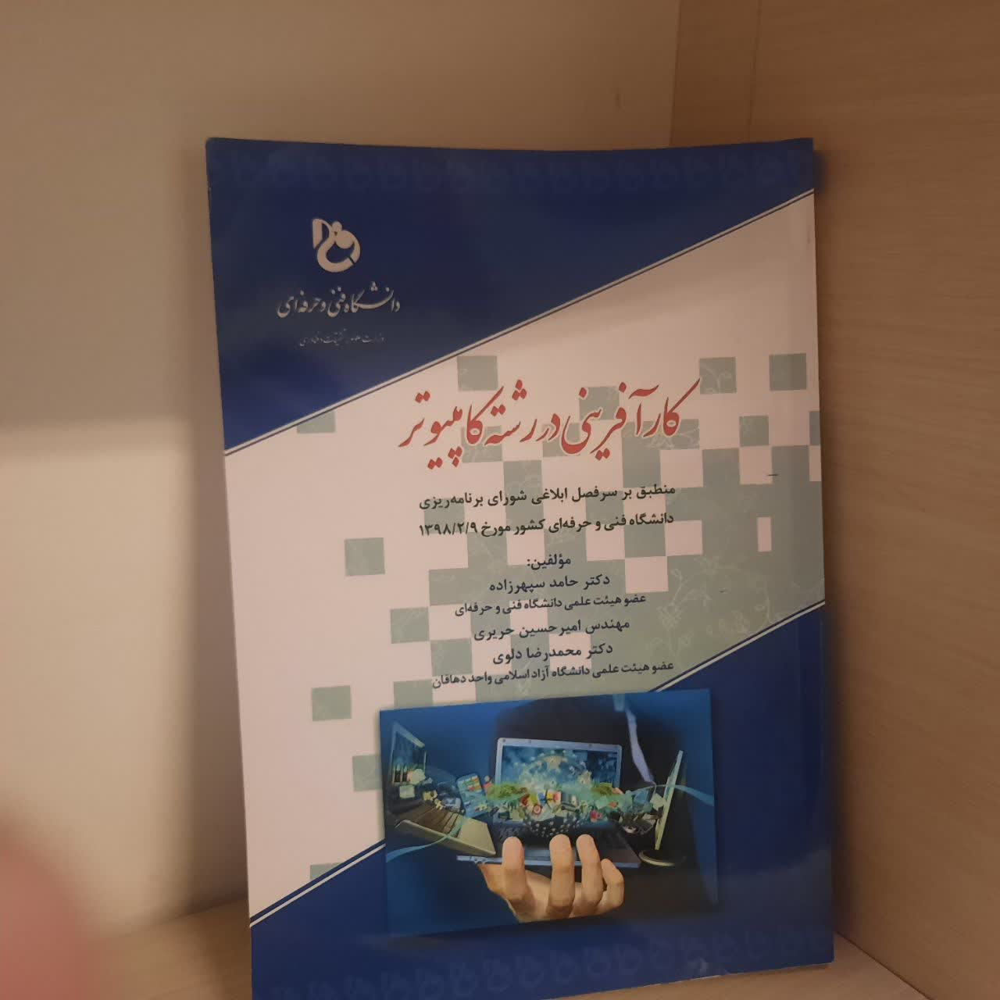 دانشگاه فنی و حرفه‌ای
وزارت علوم، تحقیقات و فناوری
کارآفرینی در رشته کامپیوتر
منطبق بر سرفصل ابلاغی شورای برنامه‌ریزی
دانشگاه فنی و حرفه‌ای کشور مورخ ۱۳۹۸/۲/۹
مؤلفین:
دکتر حامد سپهرزاده
عضو هیئت علمی دانشگاه فنی و حرفه‌ای
مهندس امیرحسین حریری
دکتر محمدرضا دلوی
عضو هیئت علمی دانشگاه آزاد اسلامی واحد دهاقان